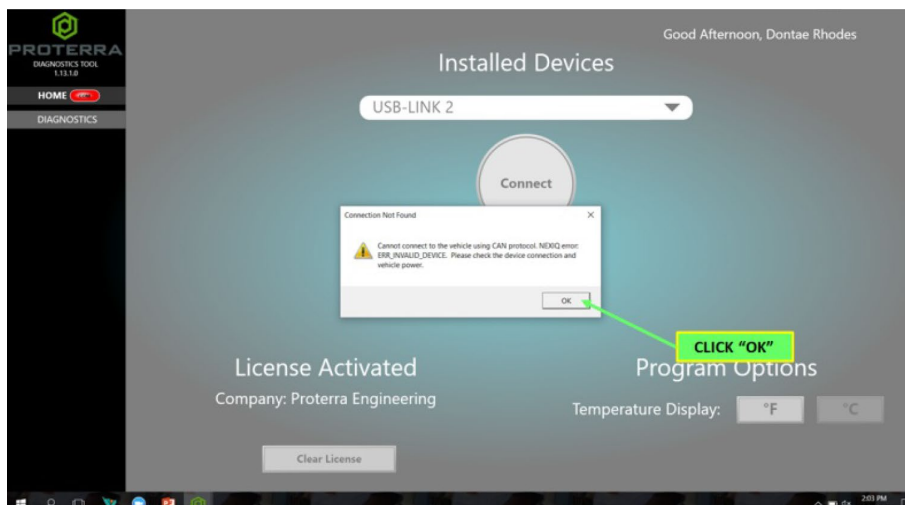 PROTERRA
DIAGNOSTICS TOOL
1.13.1.0
HOME
DIAGNOSTICS
Good Afternoon, Dontae Rhodes
Installed Devices
USB-LINK 2
Connect
Connection Not Found
Cannot connect to the vehicle using CAN protocol. NEXIQ error:
ERR_INVALID_DEVICE. Please check the device connection and
vehicle power.
OK
CLICK “OK”
License Activated
Company: Proterra Engineering
Clear License
Program Options
Temperature Display:
°F
°C
2:03 PM